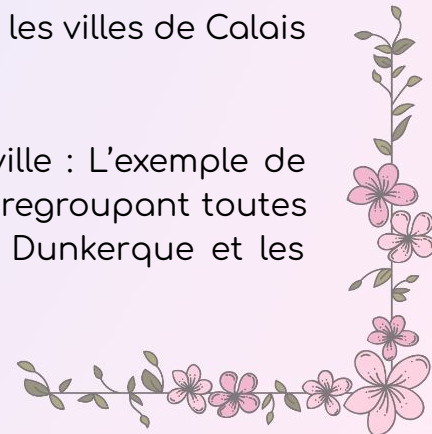 les villes de Calais
ville : L’exemple de
regroupant toutes
Dunkerque et les